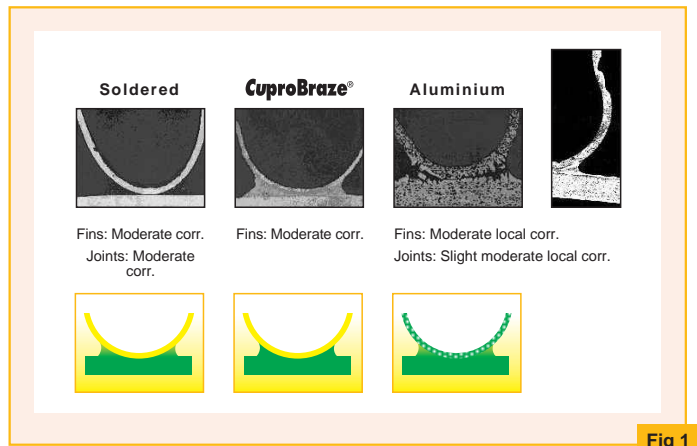 Soldered
CuproBraze®
Aluminium
Fins: Moderate corr.
Joints: Moderate
corr.
Fins: Moderate corr.
Fins: Moderate local corr.
Joints: Slight moderate local corr.
Fig 1